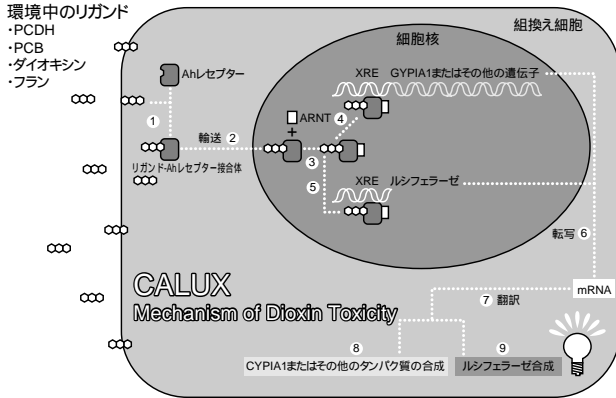 環境中のリガンド
・PCDH
・PCB
・ダイオキシン
・フラン
組換え細胞
細胞核
Ahレセプター
XRE GYPIA1またはその他の遺伝子
ARNT
+
4
1
輸送 2
3
リガンド-Ahレセプター接合体
5
XRE ルシフェラーゼ
転写 6
CALUX
Mechanism of Dioxin Toxicity
mRNA
7 翻訳
8
9
CYPIA1またはその他のタンパク質の合成
ルシフェラーゼ合成